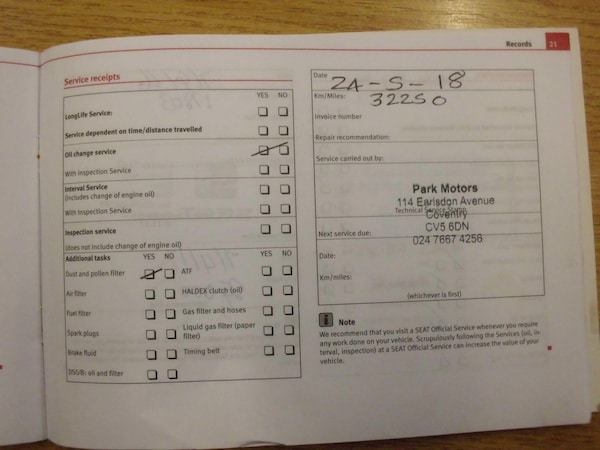 Records 21
Service receipts
YES NO
LongLife Service:
Service dependent on time/distance travelled
Oil change service
With Inspection Service
Interval Service
(includes change of engine oil)
With Inspection Service
Inspection service
(does not include change of engine oil)
Additional tasks YES NO YES NO
Dust and pollen filter ATF
Air filter HALDEX clutch (oil)
Fuel filter Gas filter and hoses
Spark plugs Liquid gas filter (paper
filter)
Brake fluid Timing belt
DSG®: oil and filter
Date 24-5-18
Km/Miles: 32250
Invoice number
Repair recommendation:
Service carried out by:
Park Motors
114 Earlsdon Avenue
Technical Service Stamp
Coventry
CV5 6DN
Next service due:
024 7667 4256
Date:
Km/miles:
(whichever is first)
Note
We recommend that you visit a SEAT Official Service whenever you require
any work done on your vehicle. Scrupulously following the Services (oil, in-
terval, inspection) at a SEAT Official Service can increase the value of your
vehicle.